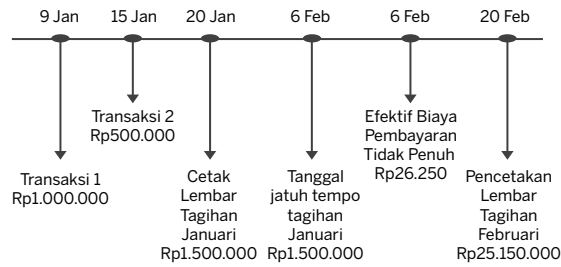 9 Jan
15 Jan
20 Jan
6 Feb
6 Feb
20 Feb
Transaksi 1
Rp1.000.000
Transaksi 2
Rp500.000
Cetak
Lembar
Tagihan
Januari
Rp1.500.000
Tanggal
jatuh tempo
tagihan
Januari
Rp1.500.000
Efektif Biaya
Pembayaran
Tidak Penuh
Rp26.250
Pencetakan
Lembar
Tagihan
Februari
Rp25.150.000